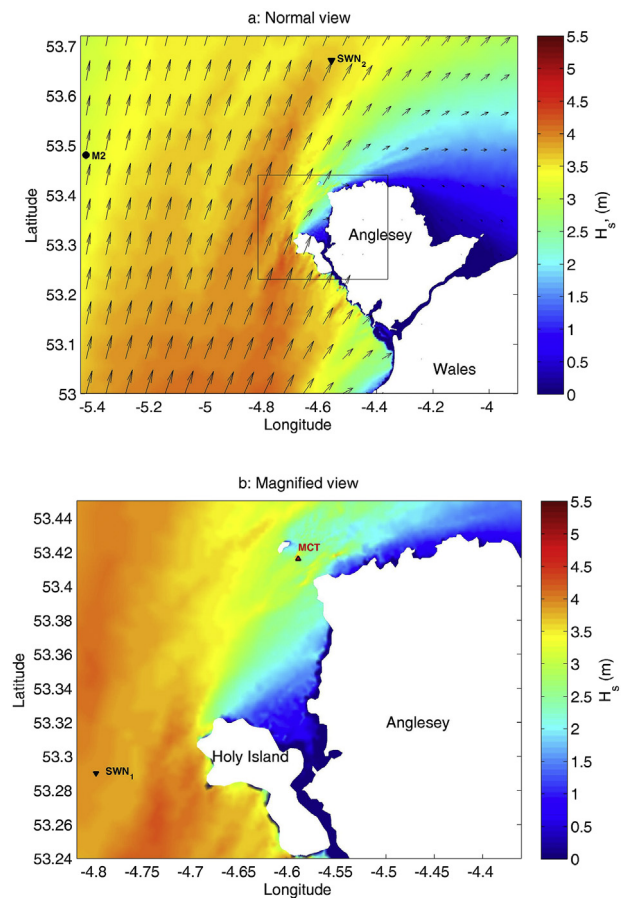 a: Normal view
53.7
53.6
53.5
53.4
53.3
53.2
53.1
53
Latitude
SWN2
M2
Anglesey
Wales
-5.4 -5.2 -5 -4.8 -4.6 -4.4 -4.2 -4
Longitude
5.5
5
4.5
4
3.5
3
2.5
2
1.5
1
0.5
0
Hs, (m)
b: Magnified view
53.44
53.42
53.4
53.38
53.36
53.34
53.32
53.3
53.28
53.26
53.24
Latitude
MCT
Anglesey
Holy Island
SWN1
-4.8 -4.75 -4.7 -4.65 -4.6 -4.55 -4.5 -4.45 -4.4
Longitude
5.5
5
4.5
4
3.5
3
2.5
2
1.5
1
0.5
0
Hs (m)